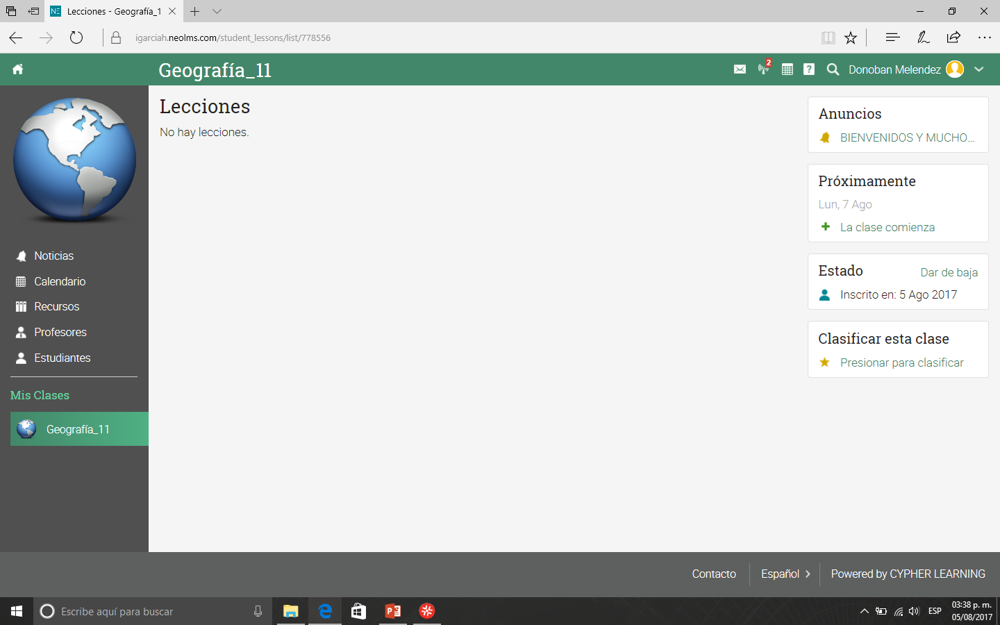 NE Lecciones - Geografía_1
igarciah.neolms.com/student_lessons/list/778556
Geografía_11
2
?
Donoban Melendez
Lecciones
No hay lecciones.
Noticias
Calendario
Recursos
Profesores
Estudiantes
Mis Clases
Geografía_11
Anuncios
BIENVENIDOS Y MUCHO...
Próximamente
Lun, 7 Ago
La clase comienza
Estado
Dar de baja
Inscrito en: 5 Ago 2017
Clasificar esta clase
Presionar para clasificar
Contacto
Español
Powered by CYPHER LEARNING
Escribe aquí para buscar
ESP
03:38 p. m.
05/08/2017